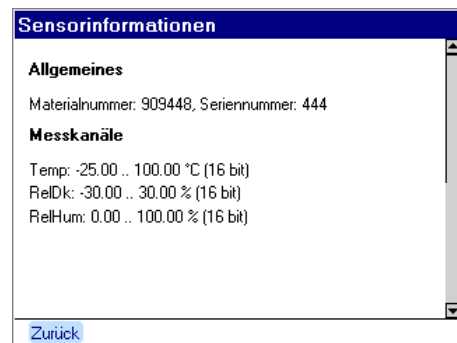 Sensorinformationen
Allgemeines
Materialnummer: 909448, Seriennummer: 444
Messkanäle
Temp: -25.00 .. 100.00 °C (16 bit)
RelDk: -30.00 .. 30.00 % (16 bit)
RelHum: 0.00 .. 100.00 % (16 bit)
Zurück